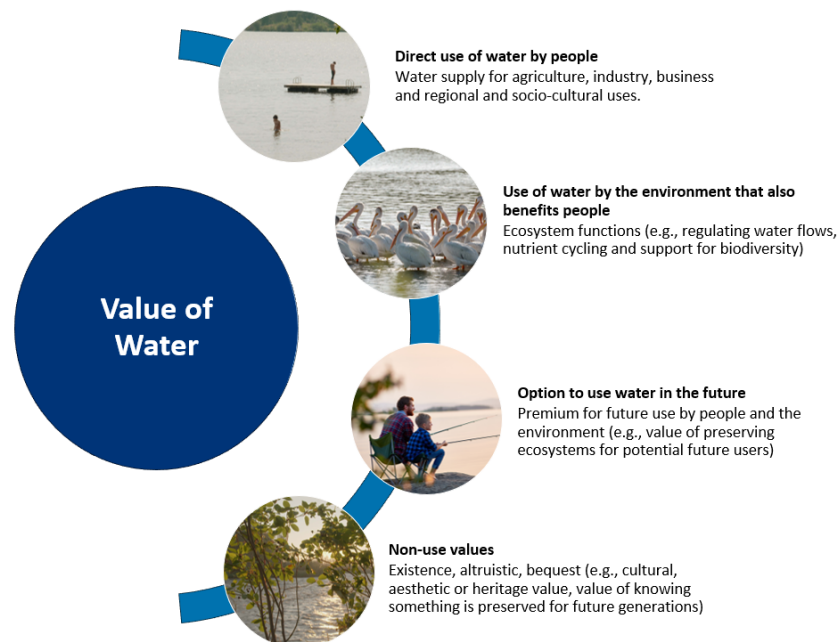 Direct use of water by people
Water supply for agriculture, industry, business
and regional and socio-cultural uses.
Use of water by the environment that also
benefits people
Ecosystem functions (e.g., regulating water flows,
nutrient cycling and support for biodiversity)
Value of
Water
Option to use water in the future
Premium for future use by people and the
environment (e.g., value of preserving
ecosystems for potential future users)
Non-use values
Existence, altruistic, bequest (e.g., cultural,
aesthetic or heritage value, value of knowing
something is preserved for future generations)